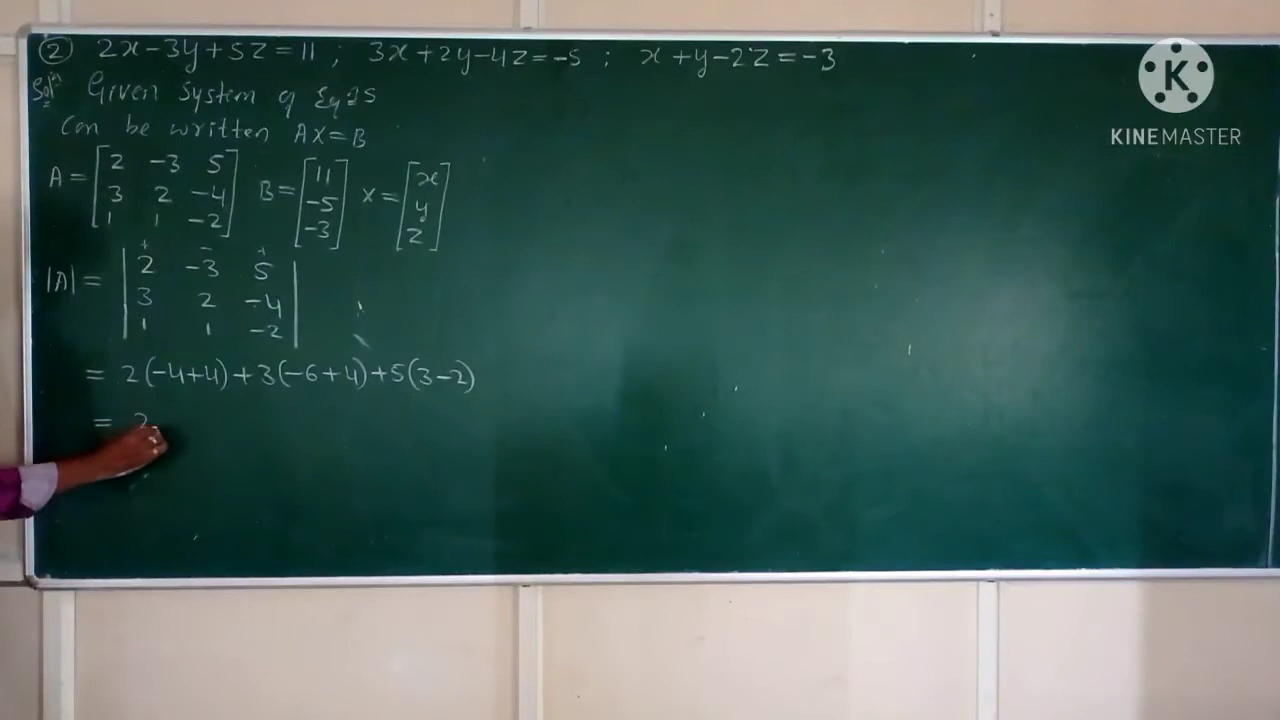 ② 2x-3y+5z=11 ; 3x+2y-4z=-5 ; x+y-2z=-3
Solⁿ Given System of Eqns
Can be written AX=B
A = [2 -3 5
3 2 -4
1 1 -2] B = [11
-5
-3] X = [x
y
z]
|A| = |2 -3 5
3 2 -4
1 1 -2|
+ - +
= 2(-4+4)+3(-6+4)+5(3-2)
= 2
K
KINEMASTER